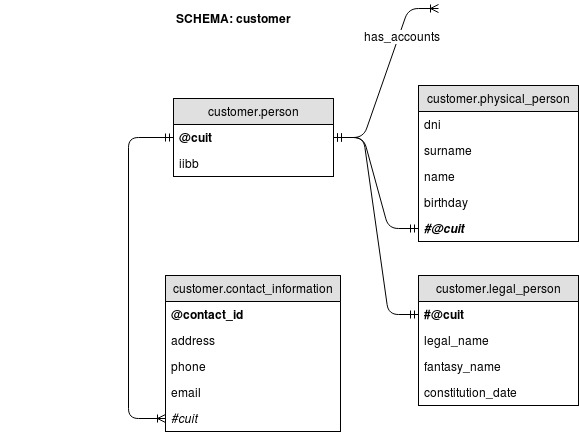 SCHEMA: customer
has_accounts
customer.person
@cuit
iibb
customer.physical_person
dni
surname
name
birthday
#@cuit
customer.contact_information
@contact_id
address
phone
email
#cuit
customer.legal_person
#@cuit
legal_name
fantasy_name
constitution_date